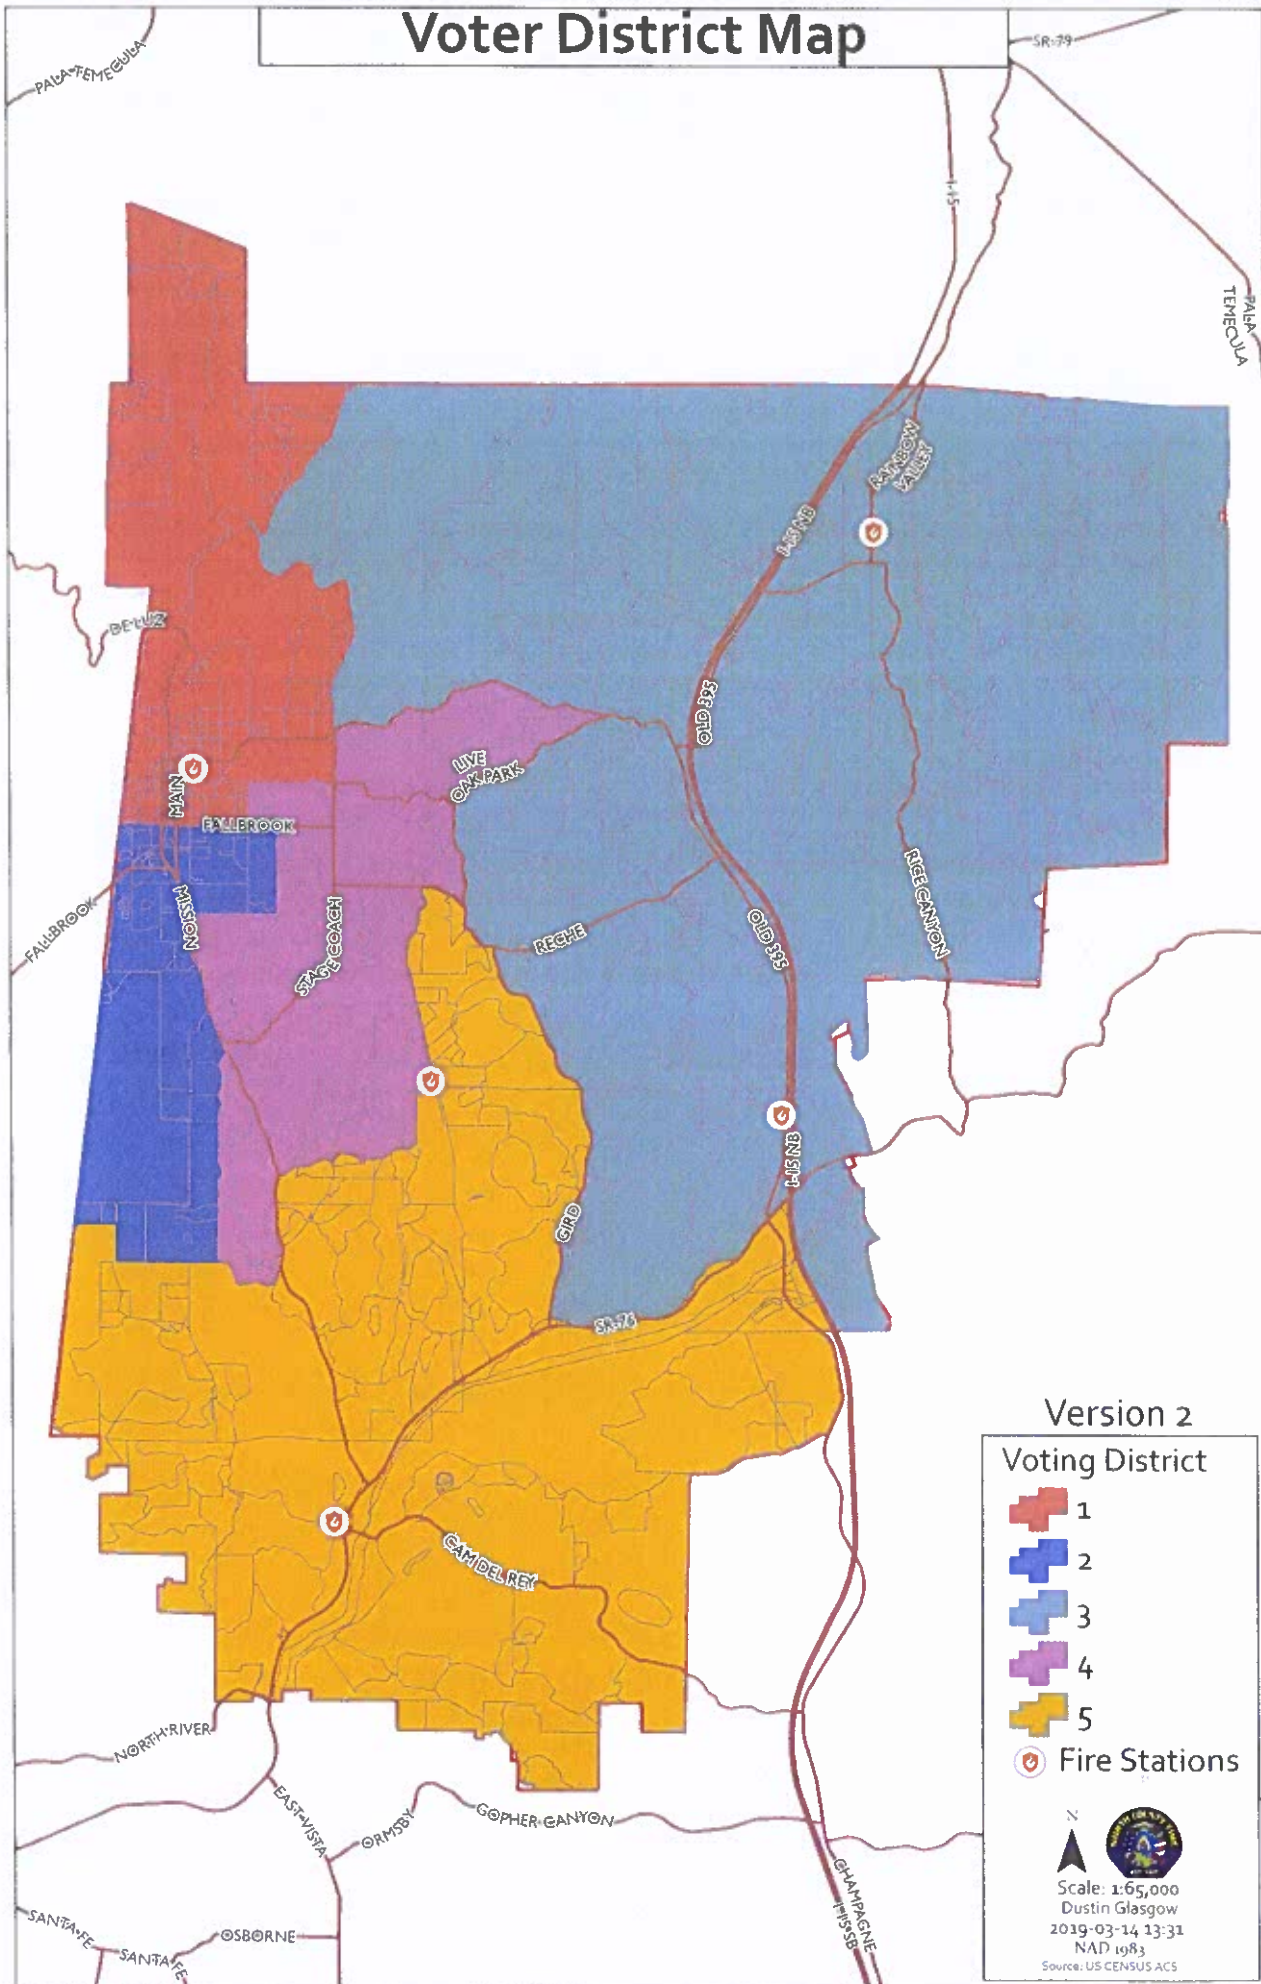 Voter District Map
SR-79
PALA-TEMECULA
I-15
PALA
TEMECULA
RAINBOW
VALLEY
I-15 NB
DE LUZ
OLD 395
LIVE
OAK PARK
MAIN
FALLBROOK
RICE CANYON
MISSION
FALLBROOK
STAGE COACH
RECHE
OLD 395
I-15 NB
GIRD
SR-76
CAM DEL REY
NORTH RIVER
EAST VISTA
ORMSBY
GOPHER CANYON
CHAMPAGNE
I-15 SB
SANTA FE
SANTA FE
OSBORNE
Version 2
Voting District
1
2
3
4
5
Fire Stations
N
NORTH COUNTY FIRE
Scale: 1:65,000
Dustin Glasgow
2019-03-14 13:31
NAD 1983
Source: US CENSUS ACS